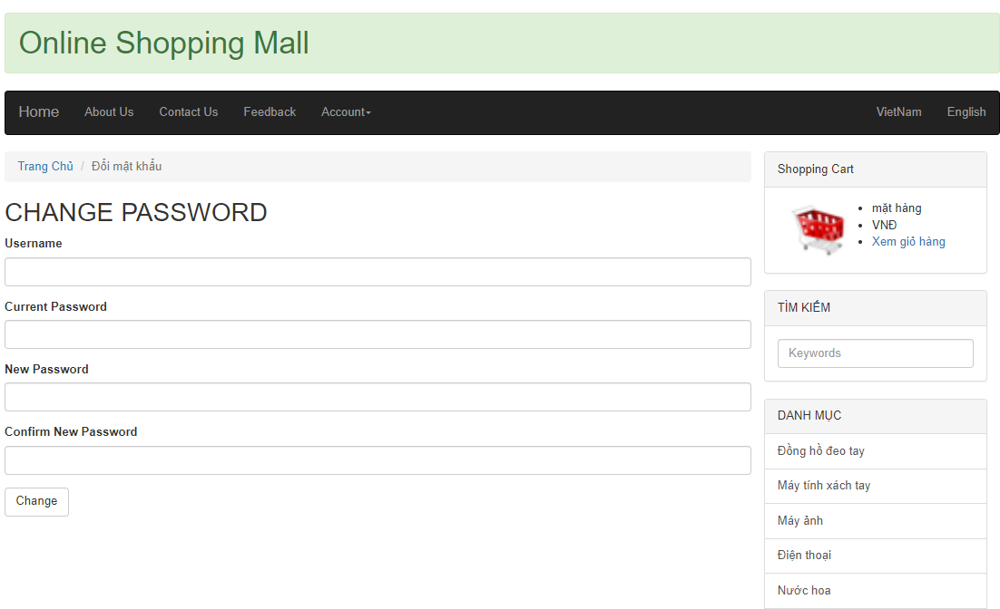 Online Shopping Mall
Home About Us Contact Us Feedback Account VietNam English
Trang Chủ / Đổi mật khẩu
CHANGE PASSWORD
Username
Current Password
New Password
Confirm New Password
Change
Shopping Cart
mặt hàng
VNĐ
Xem giỏ hàng
TÌM KIẾM
Keywords
DANH MỤC
Đồng hồ đeo tay
Máy tính xách tay
Máy ảnh
Điện thoại
Nước hoa